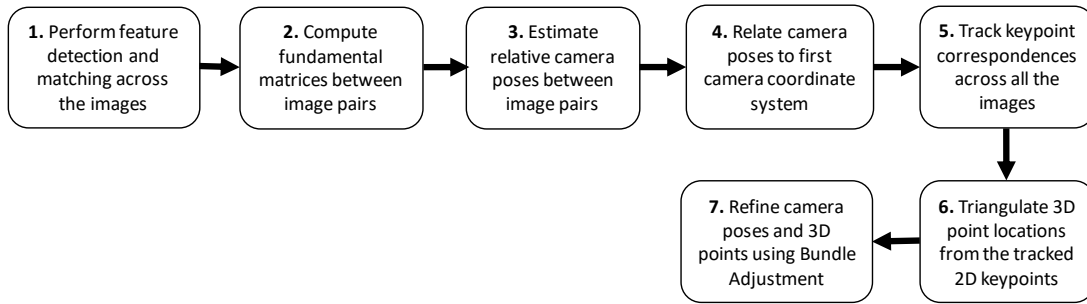 1. Perform feature
detection and
matching across
the images
2. Compute
fundamental
matrices between
image pairs
3. Estimate
relative camera
poses between
image pairs
4. Relate camera
poses to first
camera coordinate
system
5. Track keypoint
correspondences
across all the
images
6. Triangulate 3D
point locations
from the tracked
2D keypoints
7. Refine camera
poses and 3D
points using Bundle
Adjustment